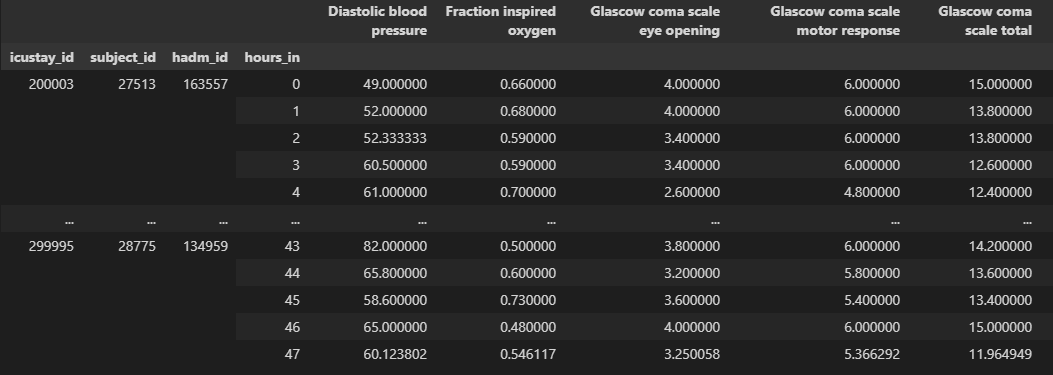 Diastolic blood pressure Fraction inspired oxygen Glascow coma scale eye opening Glascow coma scale motor response Glascow coma scale total
icustay_id subject_id hadm_id hours_in
200003 27513 163557 0 49.000000 0.660000 4.000000 6.000000 15.000000
1 52.000000 0.680000 4.000000 6.000000 13.800000
2 52.333333 0.590000 3.400000 6.000000 13.800000
3 60.500000 0.590000 3.400000 6.000000 12.600000
4 61.000000 0.700000 2.600000 4.800000 12.400000
... ... ... ... ... ... ... ... ...
299995 28775 134959 43 82.000000 0.500000 3.800000 6.000000 14.200000
44 65.800000 0.600000 3.200000 5.800000 13.600000
45 58.600000 0.730000 3.600000 5.400000 13.400000
46 65.000000 0.480000 4.000000 6.000000 15.000000
47 60.123802 0.546117 3.250058 5.366292 11.964949